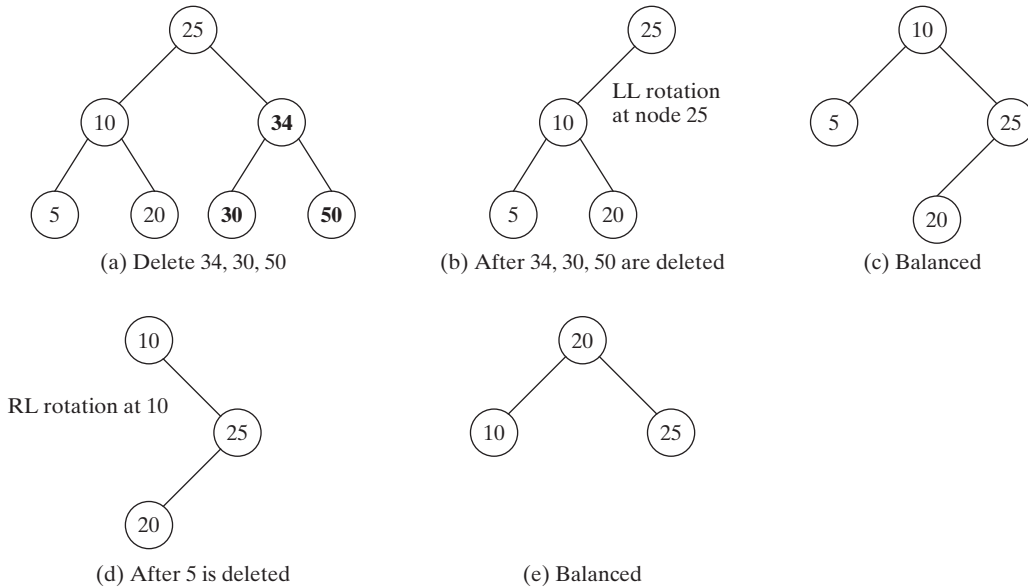 25
10
34
5
20
30
50
(a) Delete 34, 30, 50
25
LL rotation
at node 25
10
5
20
(b) After 34, 30, 50 are deleted
10
5
25
20
(c) Balanced
10
RL rotation at 10
25
20
(d) After 5 is deleted
20
10
25
(e) Balanced